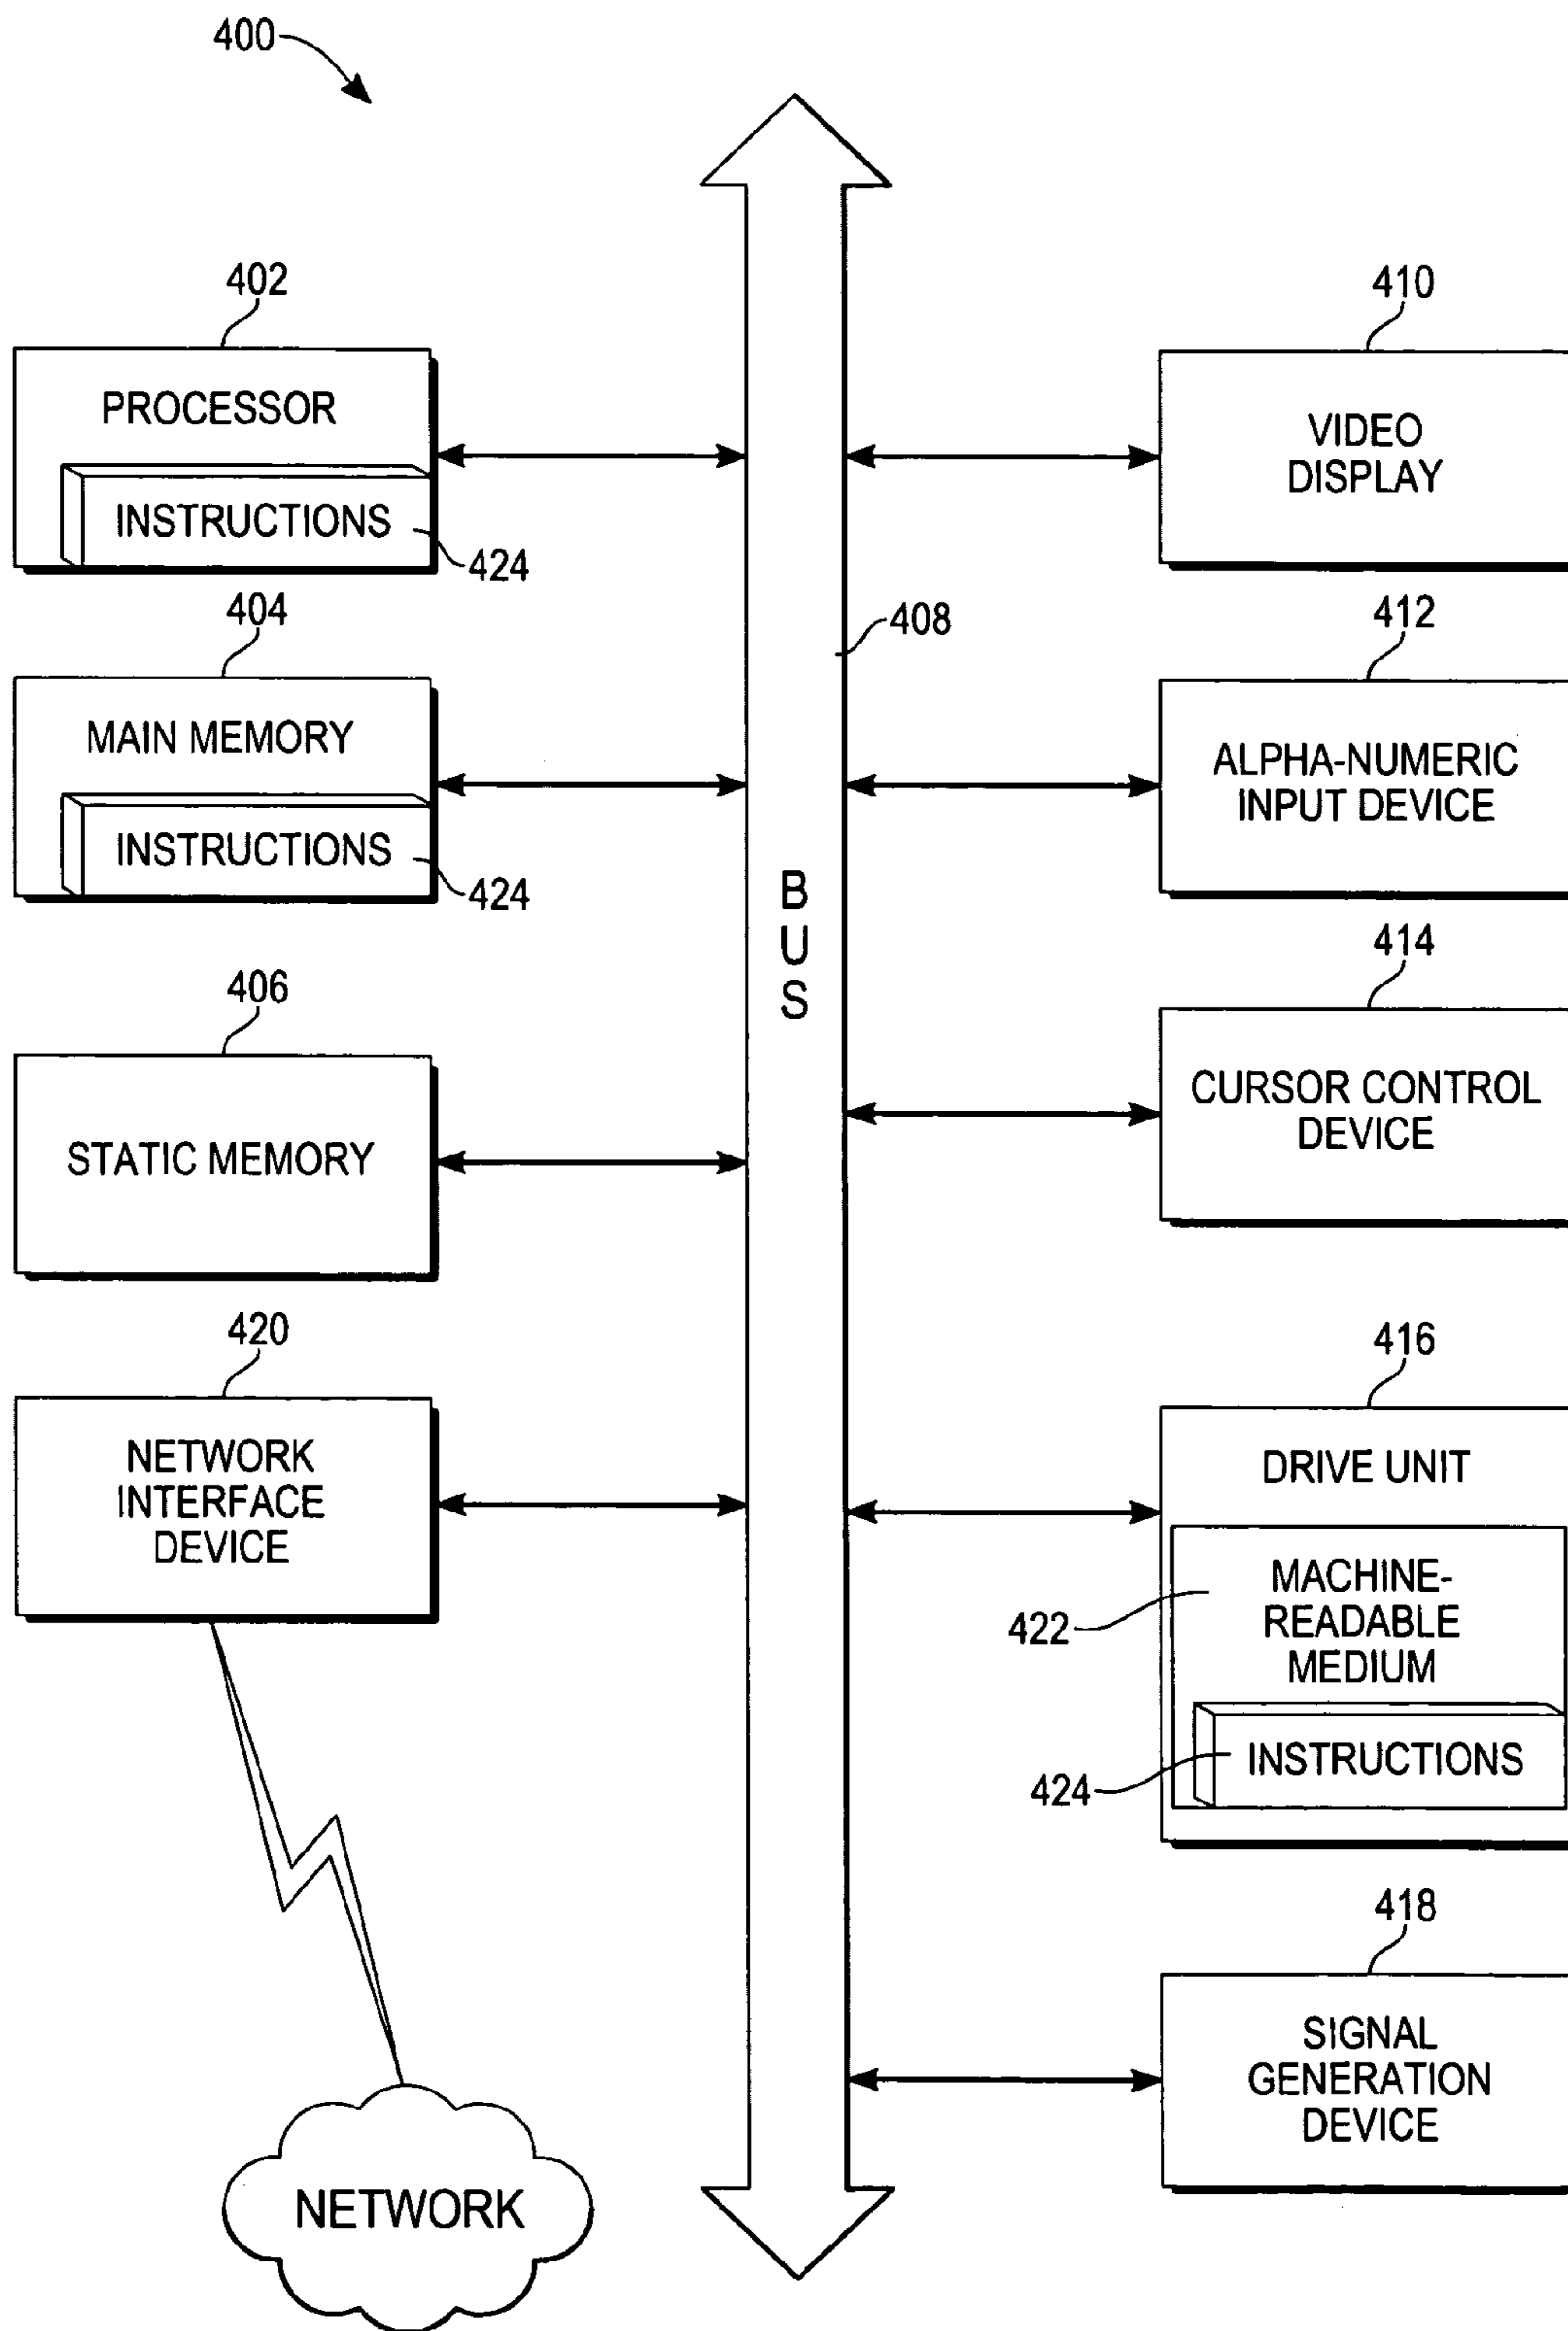 400
402
PROCESSOR
INSTRUCTIONS
424
404
MAIN MEMORY
INSTRUCTIONS
424
406
STATIC MEMORY
420
NETWORK
INTERFACE
DEVICE
NETWORK
408
B
U
S
410
VIDEO
DISPLAY
412
ALPHA-NUMERIC
INPUT DEVICE
414
CURSOR CONTROL
DEVICE
416
DRIVE UNIT
422
MACHINE-
READABLE
MEDIUM
424
INSTRUCTIONS
418
SIGNAL
GENERATION
DEVICE